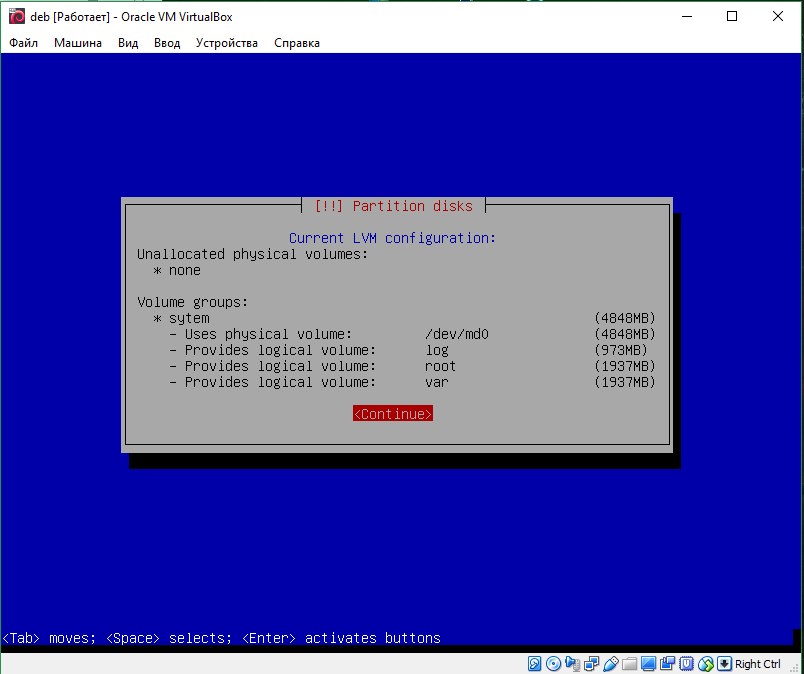 deb [Работает] - Oracle VM VirtualBox
Файл Машина Вид Ввод Устройства Справка
[!!] Partition disks
Current LVM configuration:
Unallocated physical volumes:
* none
Volume groups:
* sytem (4848MB)
- Uses physical volume: /dev/md0 (4848MB)
- Provides logical volume: log (973MB)
- Provides logical volume: root (1937MB)
- Provides logical volume: var (1937MB)
<Continue>
<Tab> moves; <Space> selects; <Enter> activates buttons
Right Ctrl